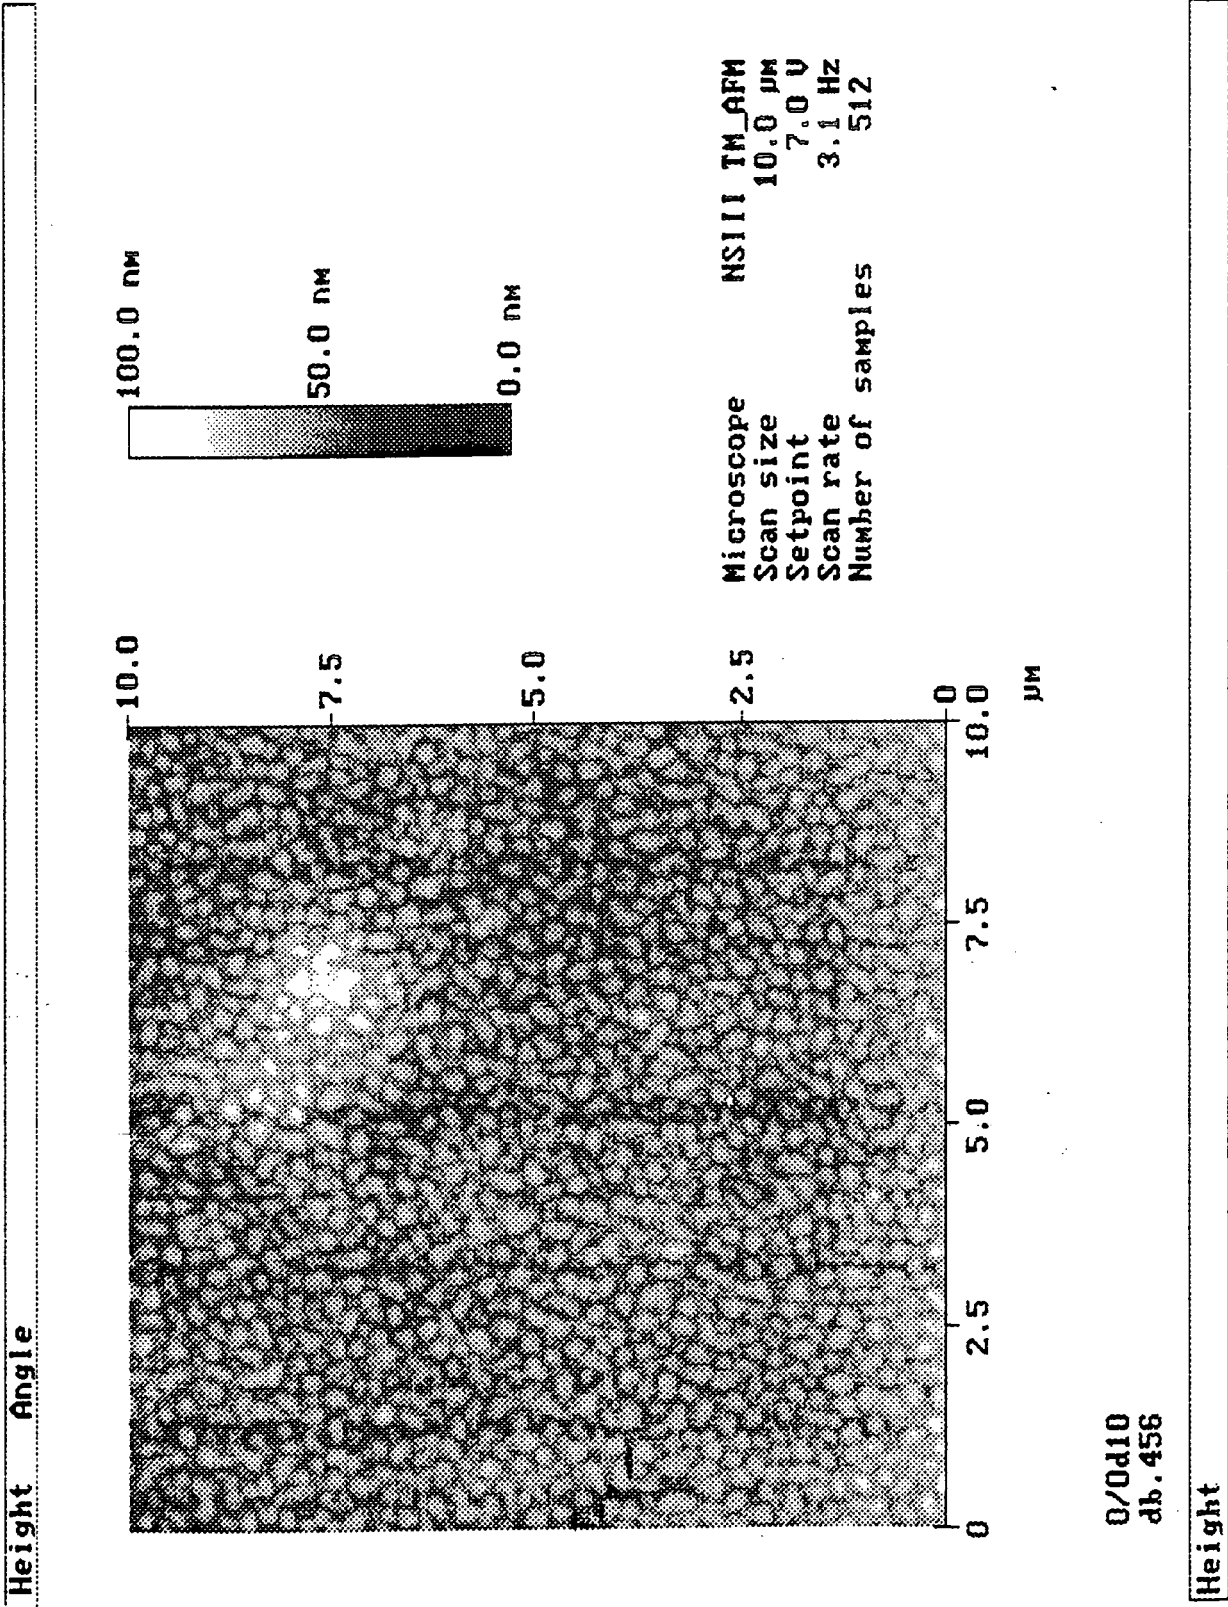 Height Angle
100.0 nM
50.0 nM
0.0 nM
10.0
7.5
5.0
2.5
0
0
2.5
5.0
7.5
10.0
µM
Microscope NSIII TM_AFM
Scan size 10.0 µM
Setpoint 7.0 V
Scan rate 3.1 Hz
Number of samples 512
0/0d10
db.456
Height